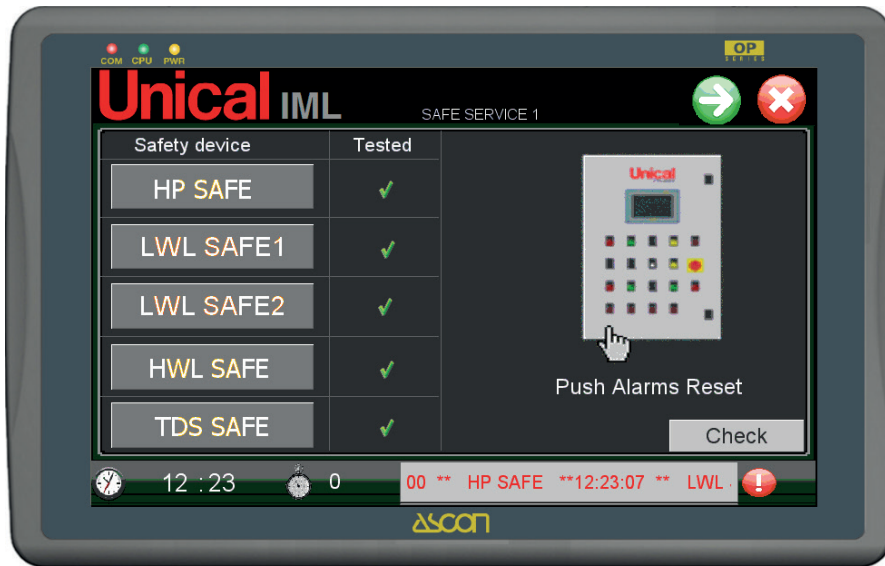 OP
SERIES
COM CPU PWR
Unical IML
SAFE SERVICE 1
Safety device Tested
HP SAFE
LWL SAFE1
LWL SAFE2
HWL SAFE
TDS SAFE
Unical
Push Alarms Reset
Check
12 : 23 0 00 ** HP SAFE **12:23:07 ** LWL
ascon